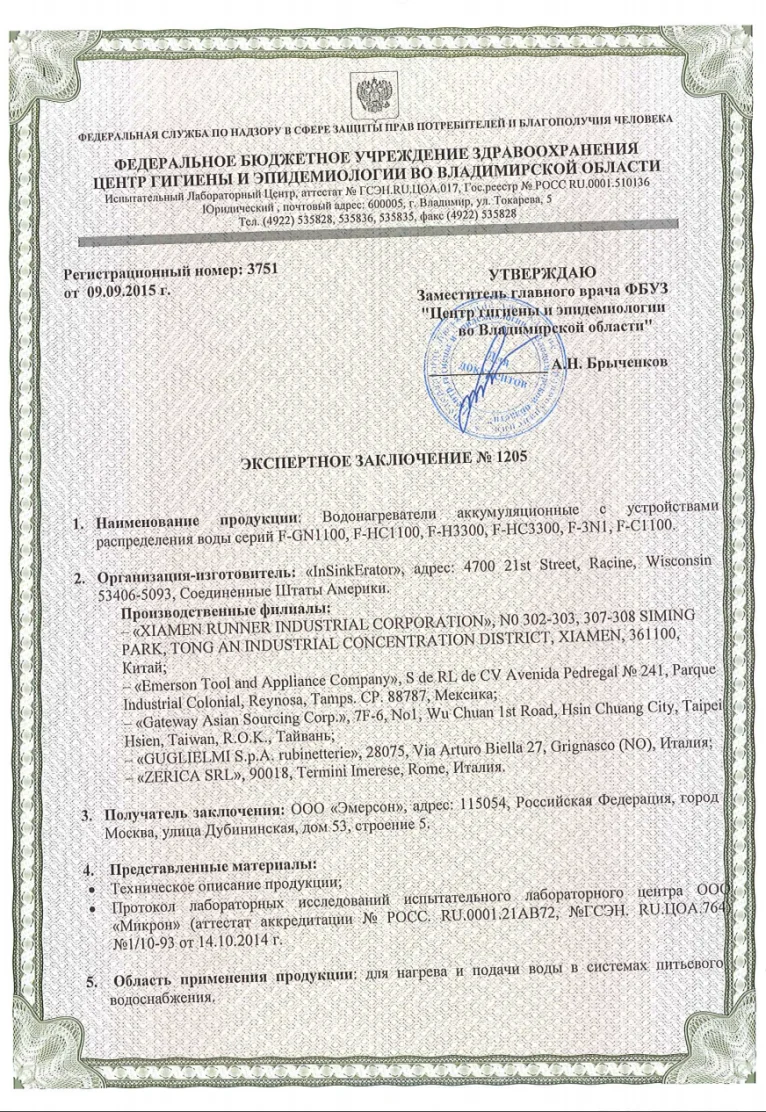 ФЕДЕРАЛЬНАЯ СЛУЖБА ПО НАДЗОРУ В СФЕРЕ ЗАЩИТЫ ПРАВ ПОТРЕБИТЕЛЕЙ И БЛАГОПОЛУЧИЯ ЧЕЛОВЕКА
ФЕДЕРАЛЬНОЕ БЮДЖЕТНОЕ УЧРЕЖДЕНИЕ ЗДРАВООХРАНЕНИЯ
ЦЕНТР ГИГИЕНЫ И ЭПИДЕМИОЛОГИИ ВО ВЛАДИМИРСКОЙ ОБЛАСТИ
Испытательный Лабораторный Центр, аттестат № ГСЭН.RU.ЦОА.017, Гос.реестр № РОСС RU.0001.510136
Юридический , почтовый адрес: 600005, г. Владимир, ул. Токарева, 5
Тел. (4922) 535828, 535836, 535835, факс (4922) 535828
Регистрационный номер: 3751
от 09.09.2015 г.
УТВЕРЖДАЮ
Заместитель главного врача ФБУЗ
"Центр гигиены и эпидемиологии
во Владимирской области"
Для
документов
А.Н. Брыченков
ЭКСПЕРТНОЕ ЗАКЛЮЧЕНИЕ № 1205
1. Наименование продукции: Водонагреватели аккумуляционные с устройствами
распределения воды серий F-GN1100, F-HC1100, F-H3300, F-HC3300, F-3N1, F-C1100.
2. Организация-изготовитель: «InSinkErator», адрес: 4700 21st Street, Racine, Wisconsin
53406-5093, Соединенные Штаты Америки.
Производственные филиалы:
– «XIAMEN RUNNER INDUSTRIAL CORPORATION», N0 302-303, 307-308 SIMING
PARK, TONG AN INDUSTRIAL CONCENTRATION DISTRICT, XIAMEN, 361100,
Китай;
– «Emerson Tool and Appliance Company», S de RL de CV Avenida Pedregal № 241, Parque
Industrial Colonial, Reynosa, Tamps. CP. 88787, Мексика;
– «Gateway Asian Sourcing Corp.», 7F-6, No1, Wu Chuan 1st Road, Hsin Chuang City, Taipei
Hsien, Taiwan, R.O.K., Тайвань;
– «GUGLIELMI S.p.A. rubinetterie», 28075, Via Arturo Biella 27, Grignasco (NO), Италия;
– «ZERICA SRL», 90018, Termini Imerese, Rome, Италия.
3. Получатель заключения: ООО «Эмерсон», адрес: 115054, Российская Федерация, город
Москва, улица Дубининская, дом 53, строение 5.
4. Представленные материалы:
• Техническое описание продукции;
• Протокол лабораторных исследований испытательного лабораторного центра ООО
«Микрон» (аттестат аккредитации № РОСС. RU.0001.21АВ72, №ГСЭН. RU.ЦОА.764)
№1/10-93 от 14.10.2014 г.
5. Область применения продукции: для нагрева и подачи воды в системах питьевого
водоснабжения.